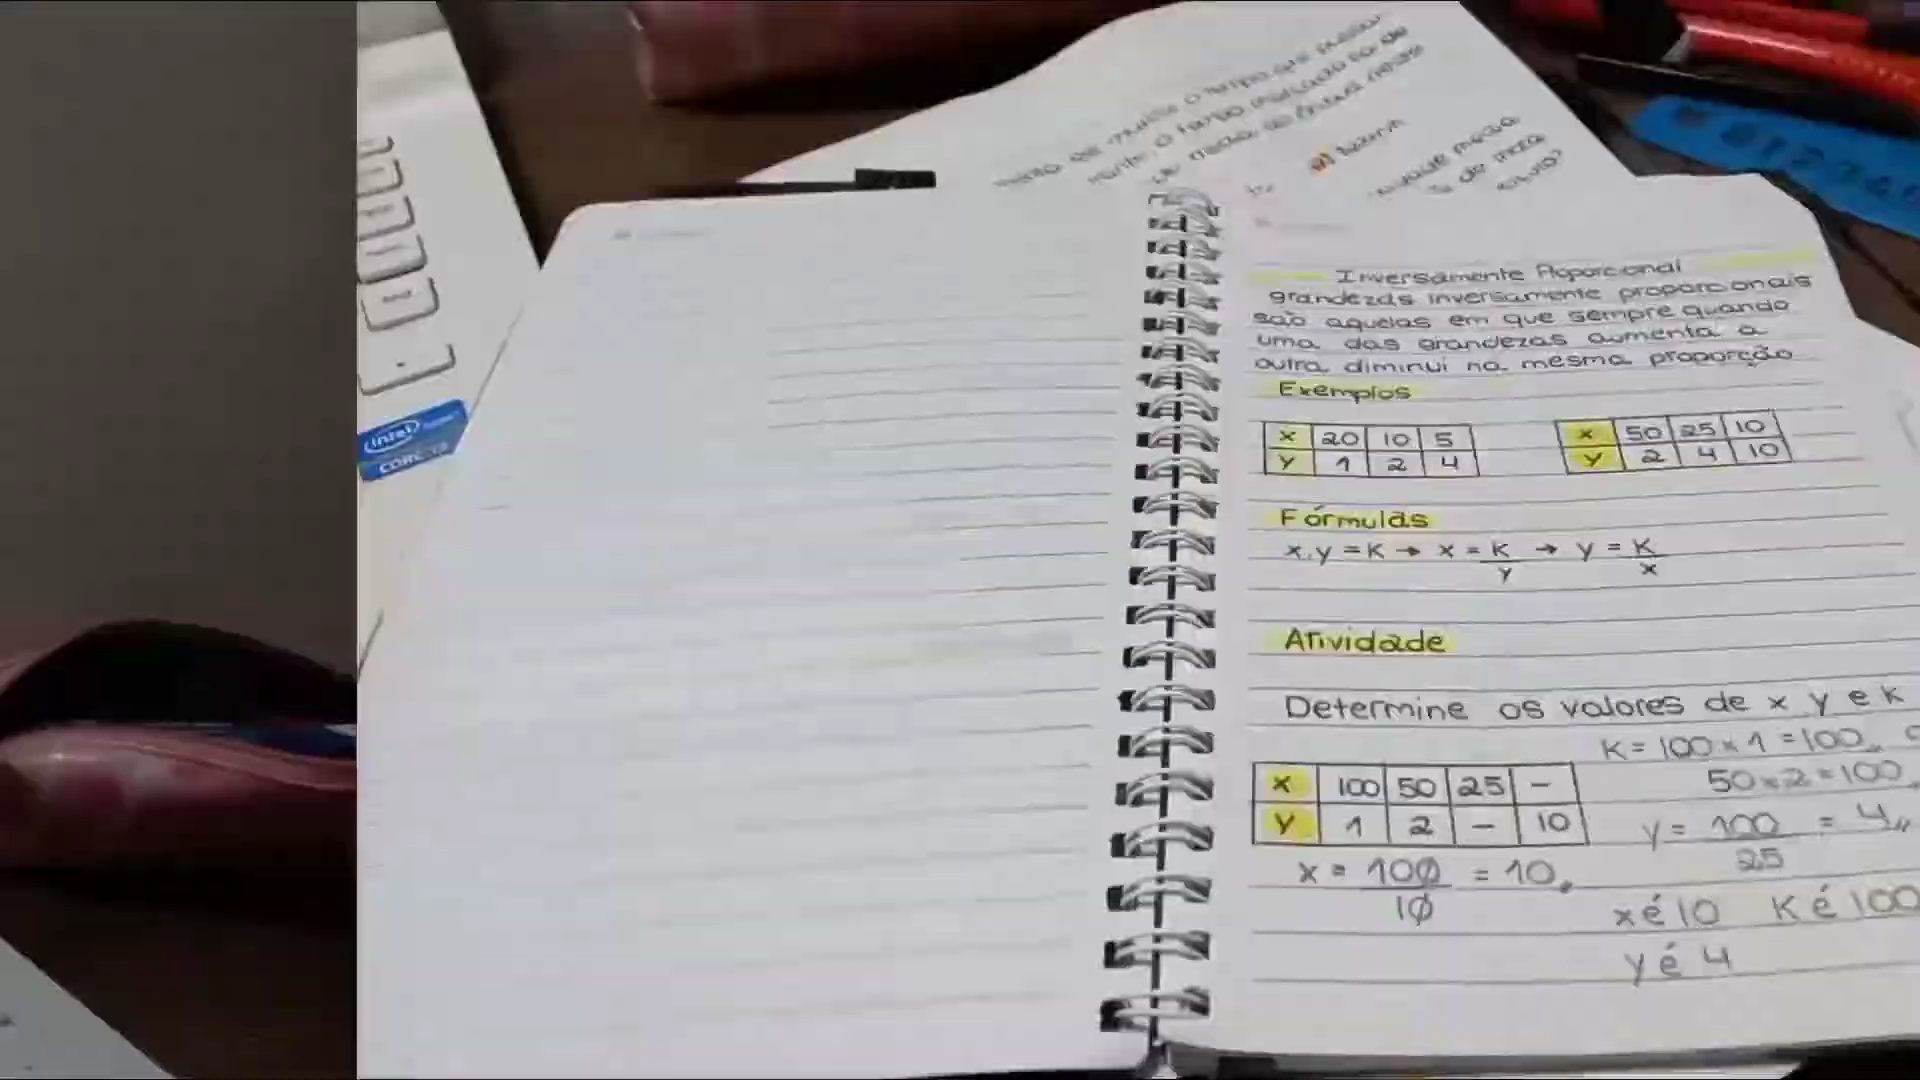 intel
CORE
612746
Inversamente Proporcional
grandezas inversamente proporcionais
são aquelas em que sempre quando
uma das grandezas aumenta a
outra diminui na mesma proporção
Exemplos
x 20 10 5
y 1 2 4
x 50 25 10
y 2 4 10
Fórmulas
x.y = K → x = K/y → y = K/x
Atividade
Determine os valores de x y e k
K = 100 x 1 = 100
50 x 2 = 100
x 100 50 25 -
y 1 2 - 10
y = 100/25 = 4
x = 100/10 = 10
x é 10 K é 100
y é 4